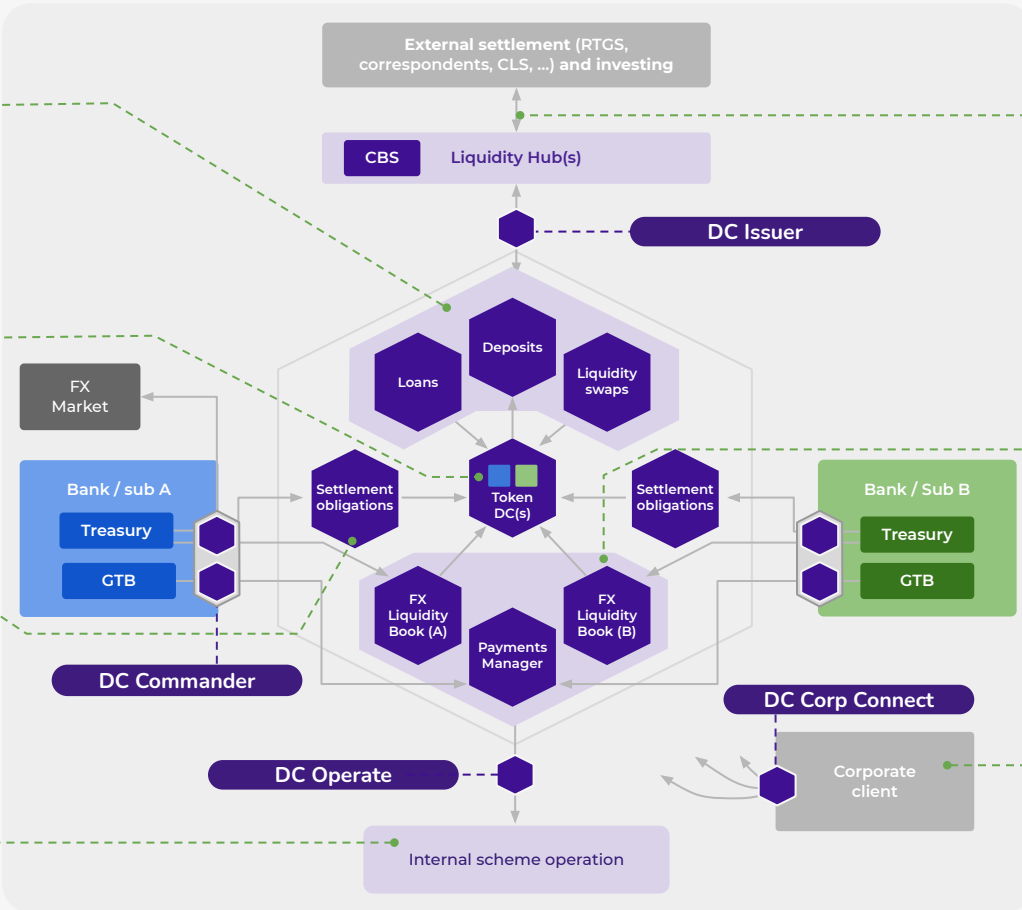 External settlement (RTGS,
correspondents, CLS, ...) and investing
CBS
Liquidity Hub(s)
DC Issuer
Deposits
Loans
Liquidity
swaps
FX
Market
Token
DC(s)
Settlement
obligations
Settlement
obligations
Bank / sub A
Treasury
GTB
Bank / Sub B
Treasury
GTB
FX
Liquidity
Book (A)
FX
Liquidity
Book (B)
Payments
Manager
DC Commander
DC Corp Connect
DC Operate
Corporate
client
Internal scheme operation